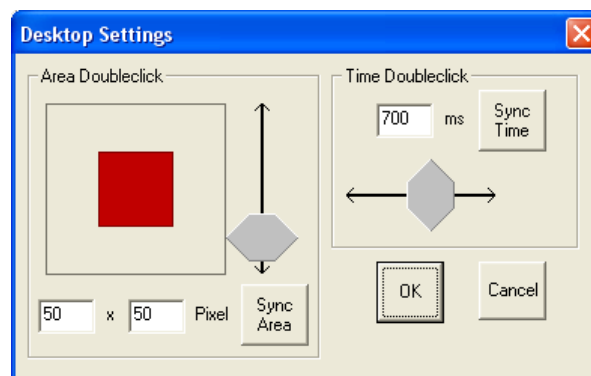 Desktop Settings
Area Doubleclick
50 x 50 Pixel
Sync
Area
Time Doubleclick
700 ms
Sync
Time
OK
Cancel